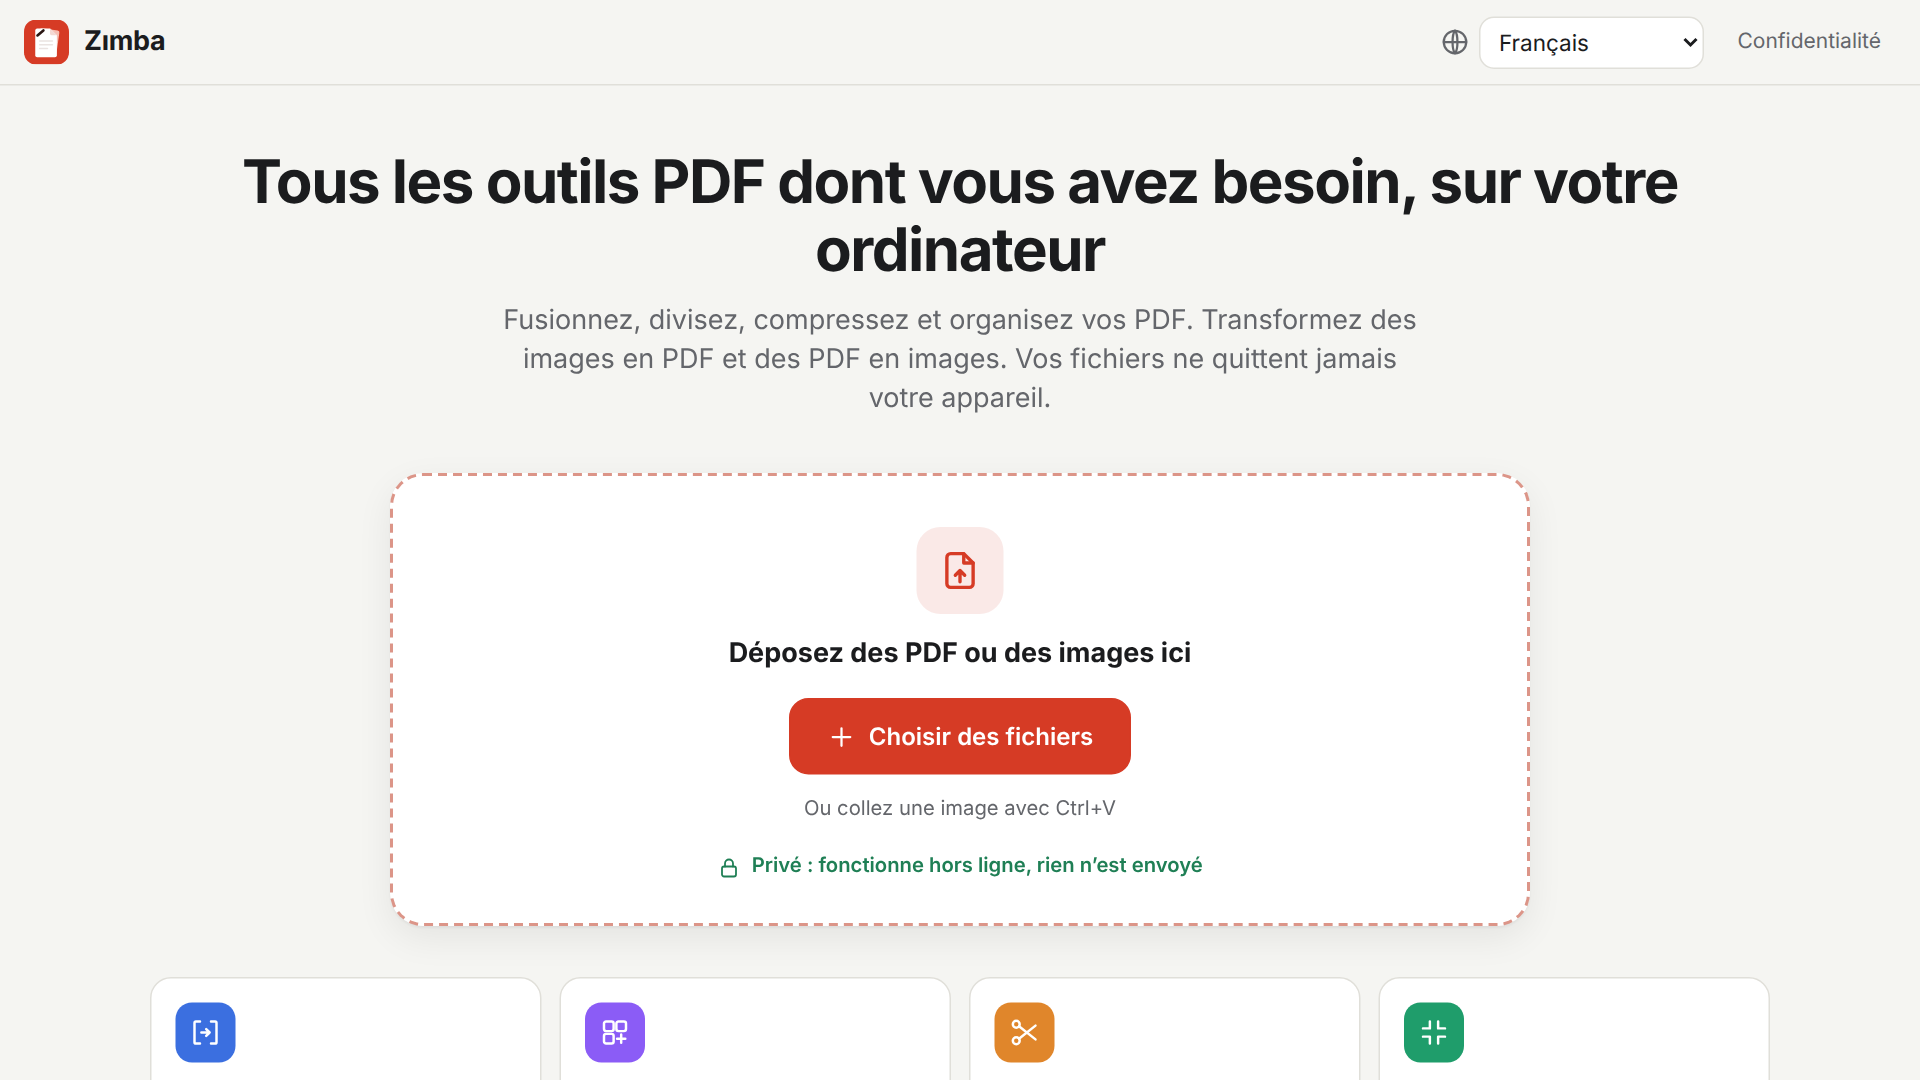 Zımba
Français
Confidentialité
Tous les outils PDF dont vous avez besoin, sur votre
ordinateur
Fusionnez, divisez, compressez et organisez vos PDF. Transformez des
images en PDF et des PDF en images. Vos fichiers ne quittent jamais
votre appareil.
Déposez des PDF ou des images ici
Choisir des fichiers
Ou collez une image avec Ctrl+V
Privé : fonctionne hors ligne, rien n’est envoyé